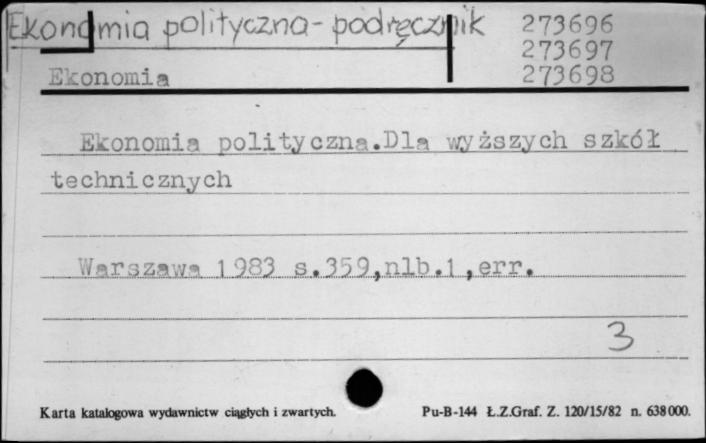 Ekonomia polityczna - podręcznik 273696
273697
Ekonomia 273698
Ekonomia polityczna.Dla wyższych szkół
technicznych
Warszawa 1983 s.359,nlb.1,err.
3
Karta katalogowa wydawnictw ciągłych i zwartych. Pu-B-144 Ł.Z.Graf. Z. 120/15/82 n. 638000.